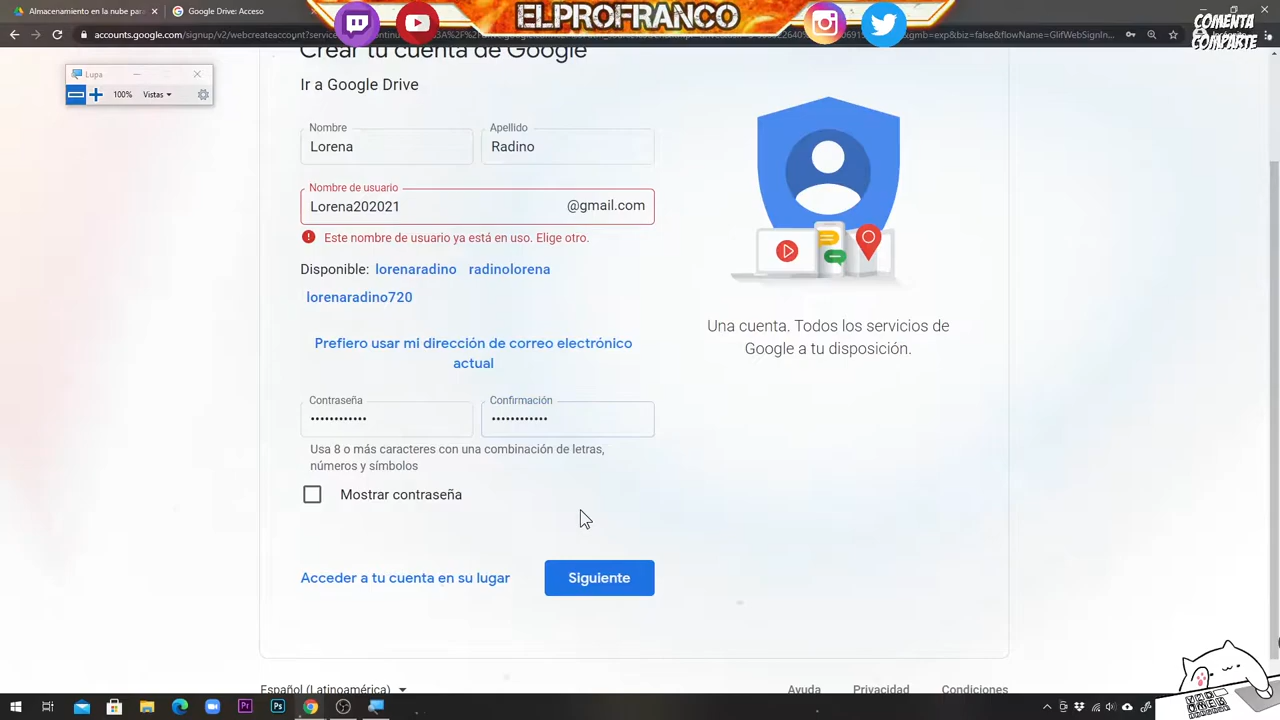 Almacenamiento en la nube par
Google Drive: Acceso
ELPROFRANCO
COMENTA
COMPARTE
accounts.google.com/signup/v2/webcreateaccount?service
Lupa
100%
Vistas
Crear tu cuenta de Google
Ir a Google Drive
Nombre
Apellido
Lorena
Radino
Nombre de usuario
Lorena202021
@gmail.com
Este nombre de usuario ya está en uso. Elige otro.
Disponible: lorenaradino radinolorena
lorenaradino720
Prefiero usar mi dirección de correo electrónico
actual
Contraseña
Confirmación
••••••••••••
••••••••••••
Usa 8 o más caracteres con una combinación de letras,
números y símbolos
Mostrar contraseña
Acceder a tu cuenta en su lugar
Siguiente
Una cuenta. Todos los servicios de
Google a tu disposición.
Español (Latinoamérica)
Ayuda
Privacidad
Condiciones
Pr
Ps